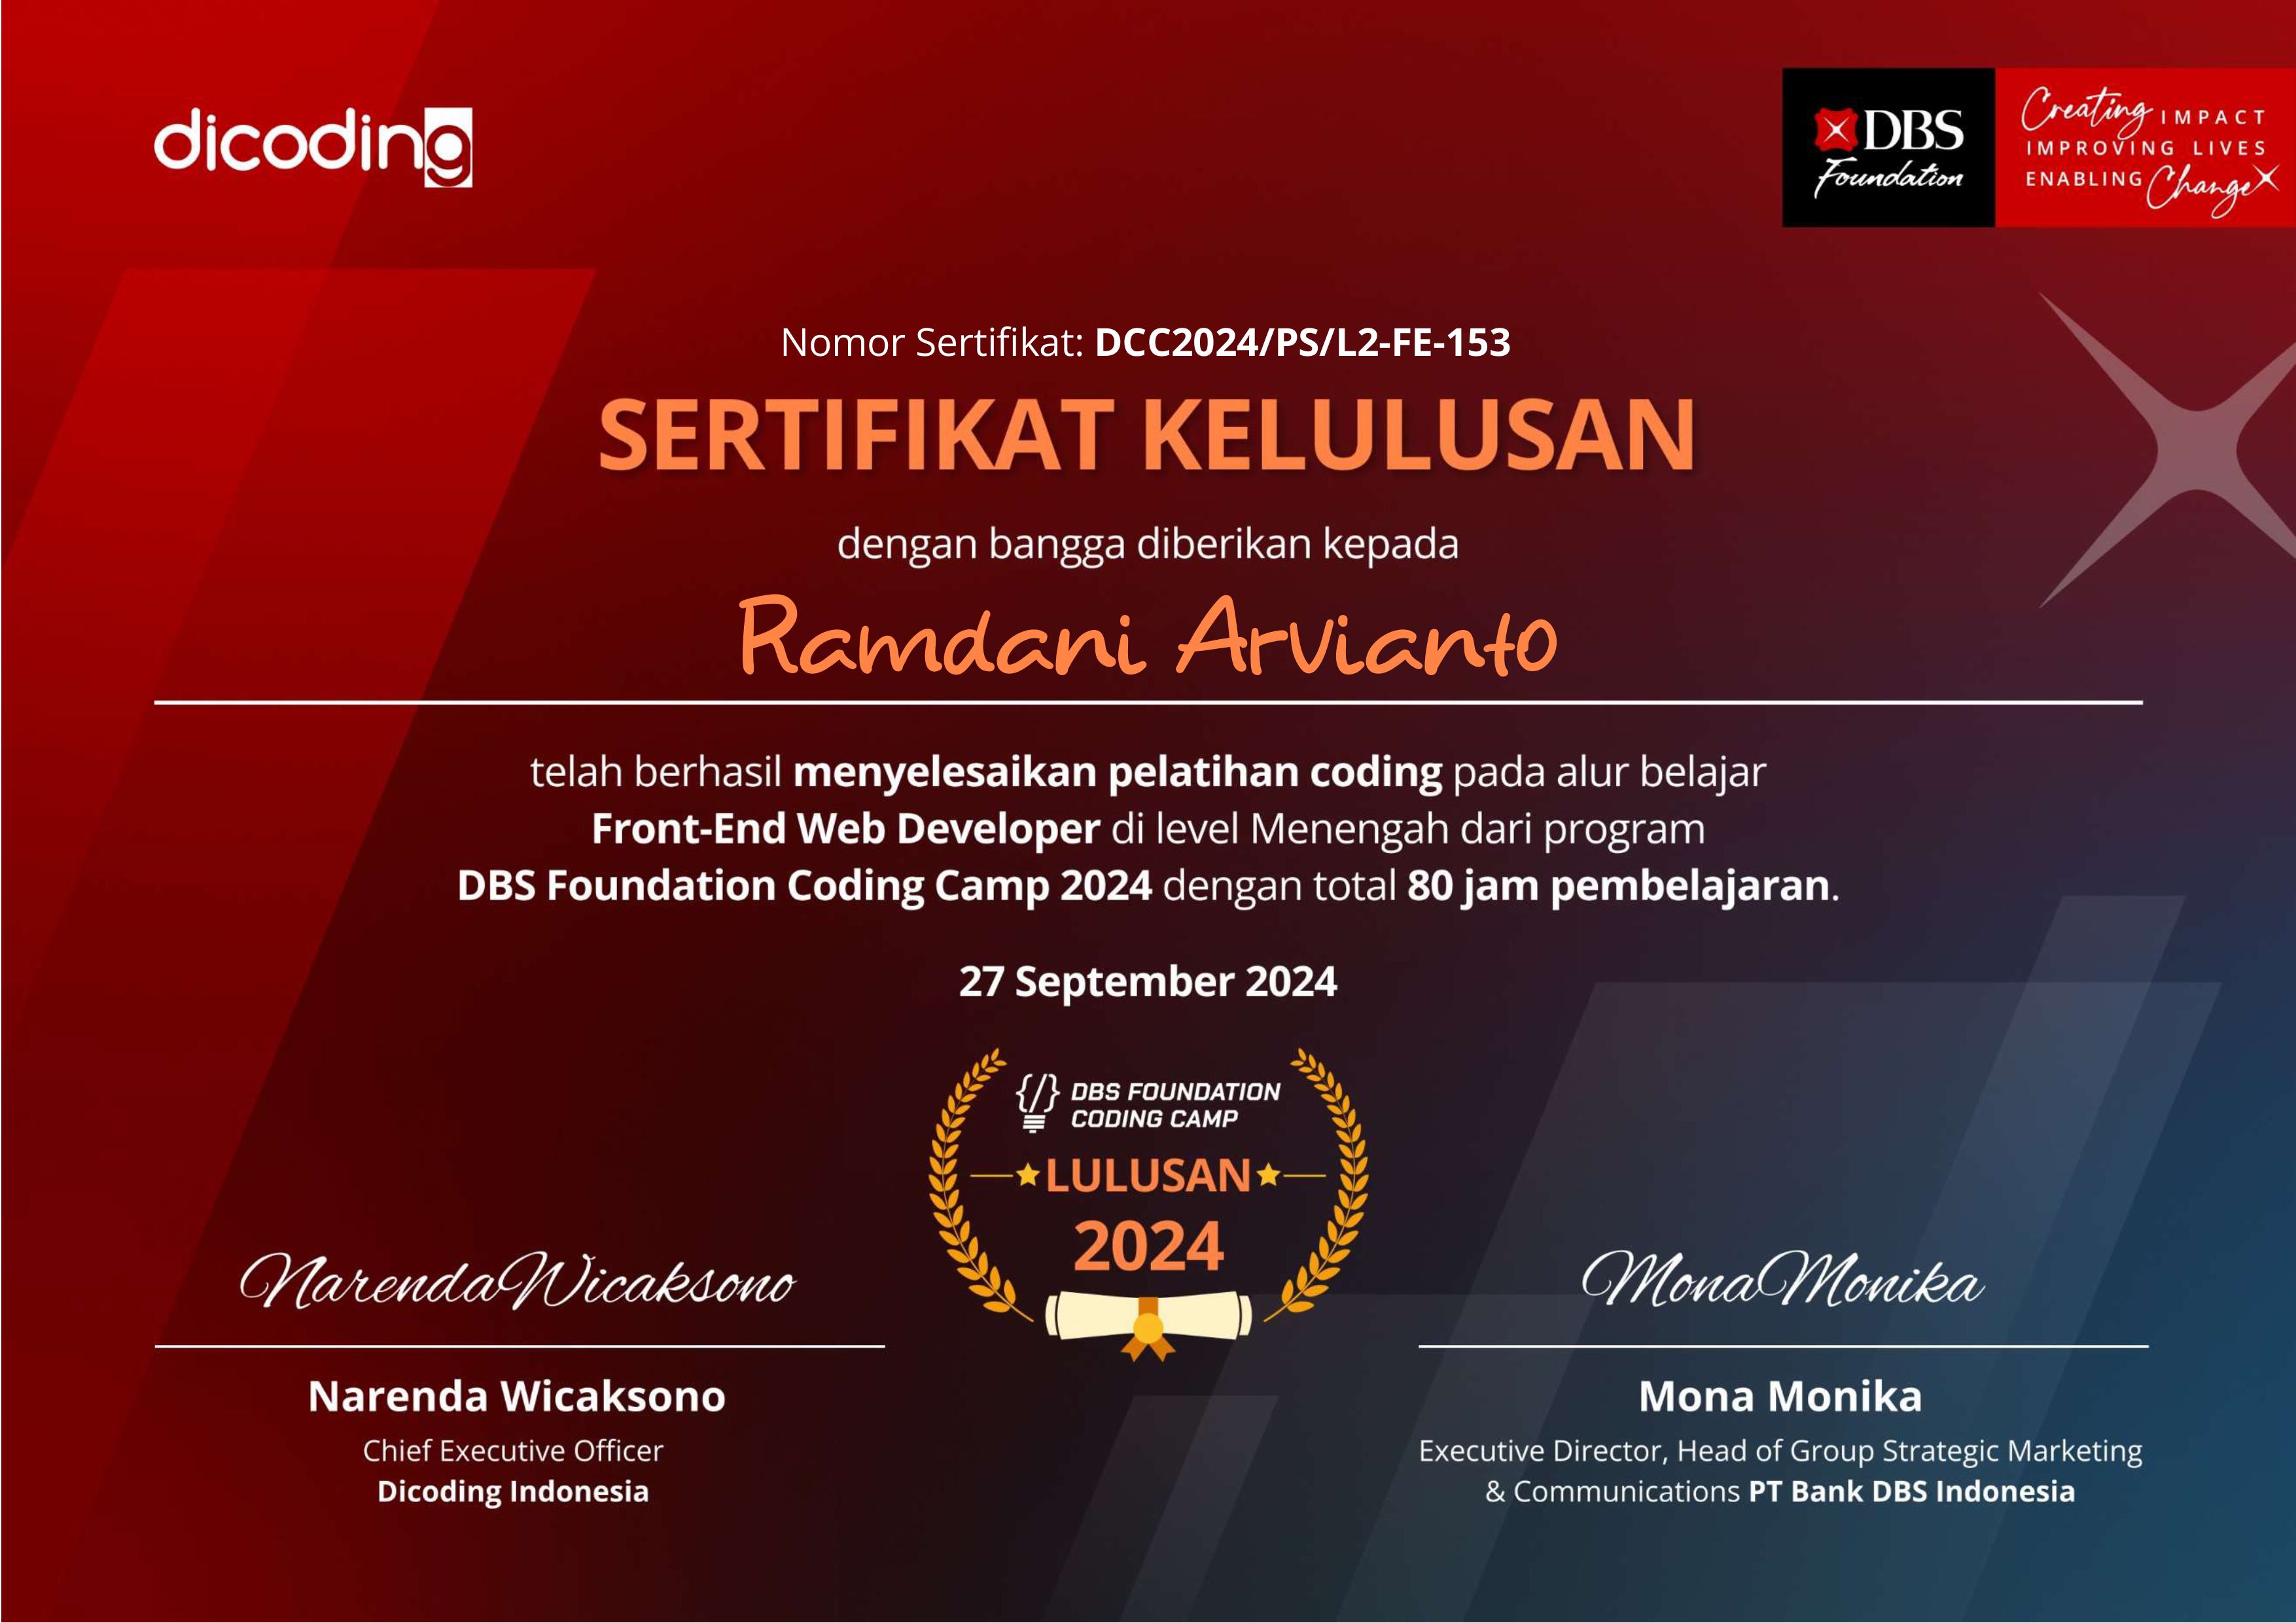 dicoding
DBS
Foundation
Creating IMPACT
IMPROVING LIVES
ENABLING Change
Nomor Sertifikat: DCC2024/PS/L2-FE-153
SERTIFIKAT KELULUSAN
dengan bangga diberikan kepada
Ramdani Arvianto
telah berhasil menyelesaikan pelatihan coding pada alur belajar
Front-End Web Developer di level Menengah dari program
DBS Foundation Coding Camp 2024 dengan total 80 jam pembelajaran.
27 September 2024
{/} DBS FOUNDATION
CODING CAMP
LULUSAN
2024
Narenda Wicaksono
Narenda Wicaksono
Chief Executive Officer
Dicoding Indonesia
Mona Monika
Mona Monika
Executive Director, Head of Group Strategic Marketing
& Communications PT Bank DBS Indonesia